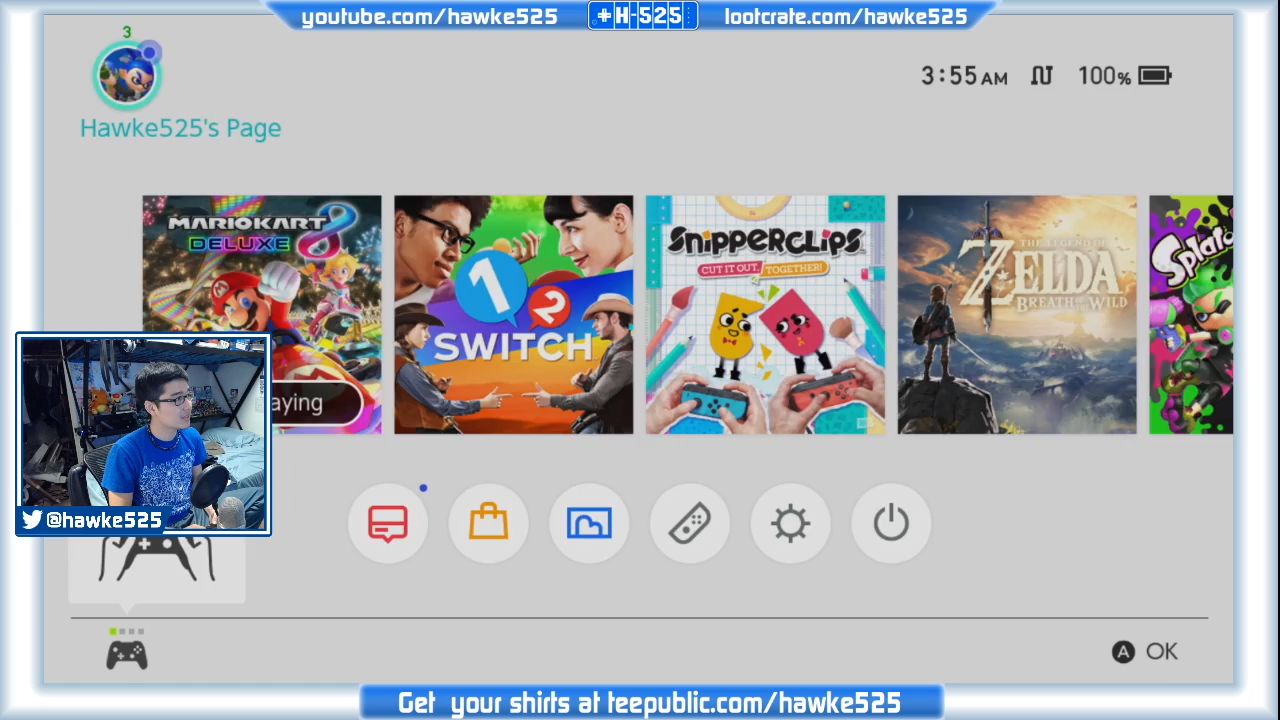 youtube.com/hawke525
H-525
lootcrate.com/hawke525
3
Hawke525's Page
3:55 AM
100%
MARIOKART 8
DELUXE
1
2
SWITCH
SNIPPERCLIPS
CUT IT OUT, TOGETHER!
THE LEGEND OF
ZELDA
BREATH OF THE WILD
Splato
aying
@hawke525
A OK
Get your shirts at teepublic.com/hawke525